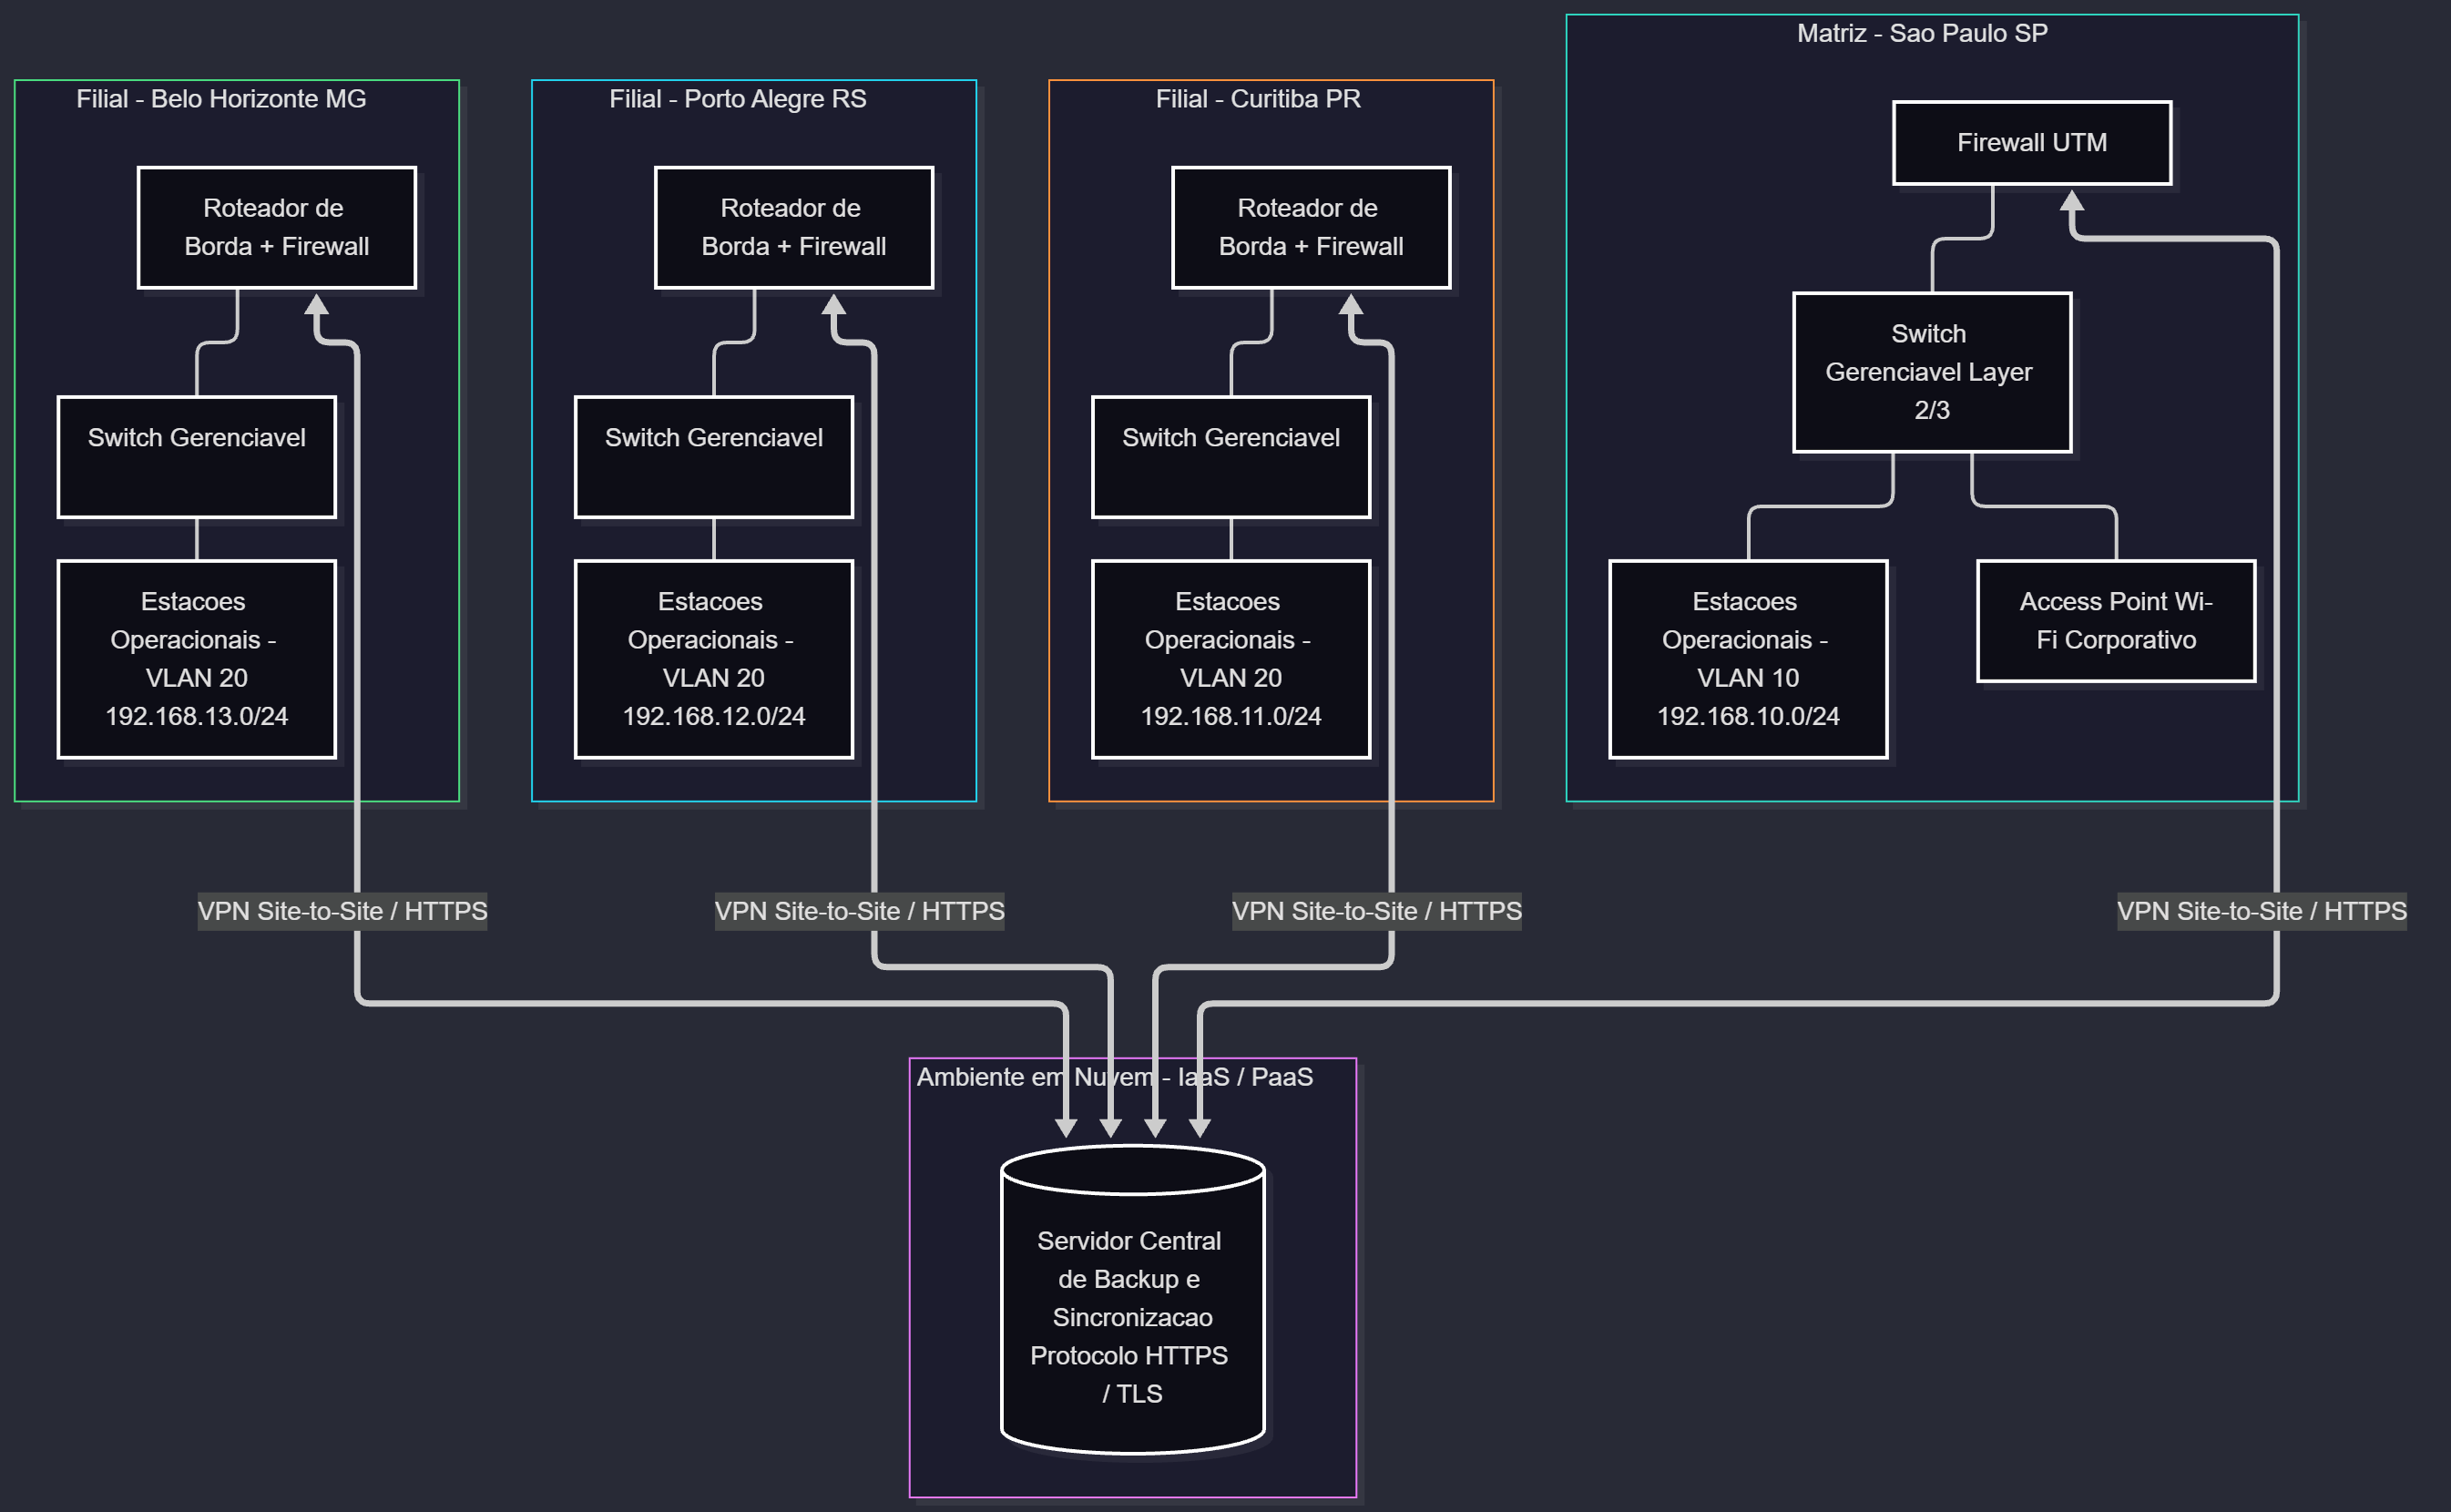 Filial - Belo Horizonte MG
Roteador de
Borda + Firewall
Switch Gerenciavel
Estacoes
Operacionais -
VLAN 20
192.168.13.0/24
Filial - Porto Alegre RS
Roteador de
Borda + Firewall
Switch Gerenciavel
Estacoes
Operacionais -
VLAN 20
192.168.12.0/24
Filial - Curitiba PR
Roteador de
Borda + Firewall
Switch Gerenciavel
Estacoes
Operacionais -
VLAN 20
192.168.11.0/24
Matriz - Sao Paulo SP
Firewall UTM
Switch
Gerenciavel Layer
2/3
Estacoes
Operacionais -
VLAN 10
192.168.10.0/24
Access Point Wi-
Fi Corporativo
VPN Site-to-Site / HTTPS
VPN Site-to-Site / HTTPS
VPN Site-to-Site / HTTPS
VPN Site-to-Site / HTTPS
Ambiente em Nuvem - IaaS / PaaS
Servidor Central
de Backup e
Sincronizacao
Protocolo HTTPS
/ TLS